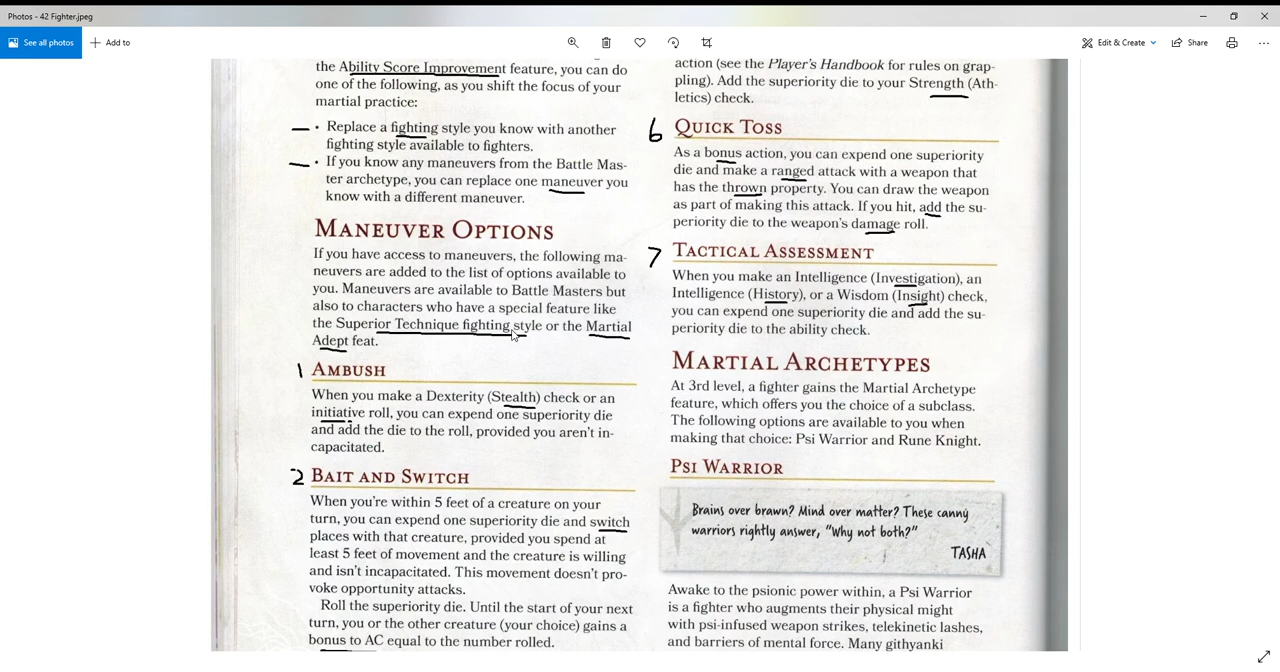 Photos - 42 Fighter.jpeg
See all photos
Add to
Edit & Create
Share
the Ability Score Improvement feature, you can do
one of the following, as you shift the focus of your
martial practice:
• Replace a fighting style you know with another
fighting style available to fighters.
• If you know any maneuvers from the Battle Mas-
ter archetype, you can replace one maneuver you
know with a different maneuver.
MANEUVER OPTIONS
If you have access to maneuvers, the following ma-
neuvers are added to the list of options available to
you. Maneuvers are available to Battle Masters but
also to characters who have a special feature like
the Superior Technique fighting style or the Martial
Adept feat.
1 AMBUSH
When you make a Dexterity (Stealth) check or an
initiative roll, you can expend one superiority die
and add the die to the roll, provided you aren't in-
capacitated.
2 BAIT AND SWITCH
When you're within 5 feet of a creature on your
turn, you can expend one superiority die and switch
places with that creature, provided you spend at
least 5 feet of movement and the creature is willing
and isn't incapacitated. This movement doesn't pro-
voke opportunity attacks.
Roll the superiority die. Until the start of your next
turn, you or the other creature (your choice) gains a
bonus to AC equal to the number rolled.
action (see the Player's Handbook for rules on grap-
pling). Add the superiority die to your Strength (Ath-
letics) check.
6 QUICK TOSS
As a bonus action, you can expend one superiority
die and make a ranged attack with a weapon that
has the thrown property. You can draw the weapon
as part of making this attack. If you hit, add the su-
periority die to the weapon's damage roll.
7 TACTICAL ASSESSMENT
When you make an Intelligence (Investigation), an
Intelligence (History), or a Wisdom (Insight) check,
you can expend one superiority die and add the su-
periority die to the ability check.
MARTIAL ARCHETYPES
At 3rd level, a fighter gains the Martial Archetype
feature, which offers you the choice of a subclass.
The following options are available to you when
making that choice: Psi Warrior and Rune Knight.
PSI WARRIOR
Brains over brawn? Mind over matter? These canny
warriors rightly answer, "Why not both?"
TASHA
Awake to the psionic power within, a Psi Warrior
is a fighter who augments their physical might
with psi-infused weapon strikes, telekinetic lashes,
and barriers of mental force. Many githyanki